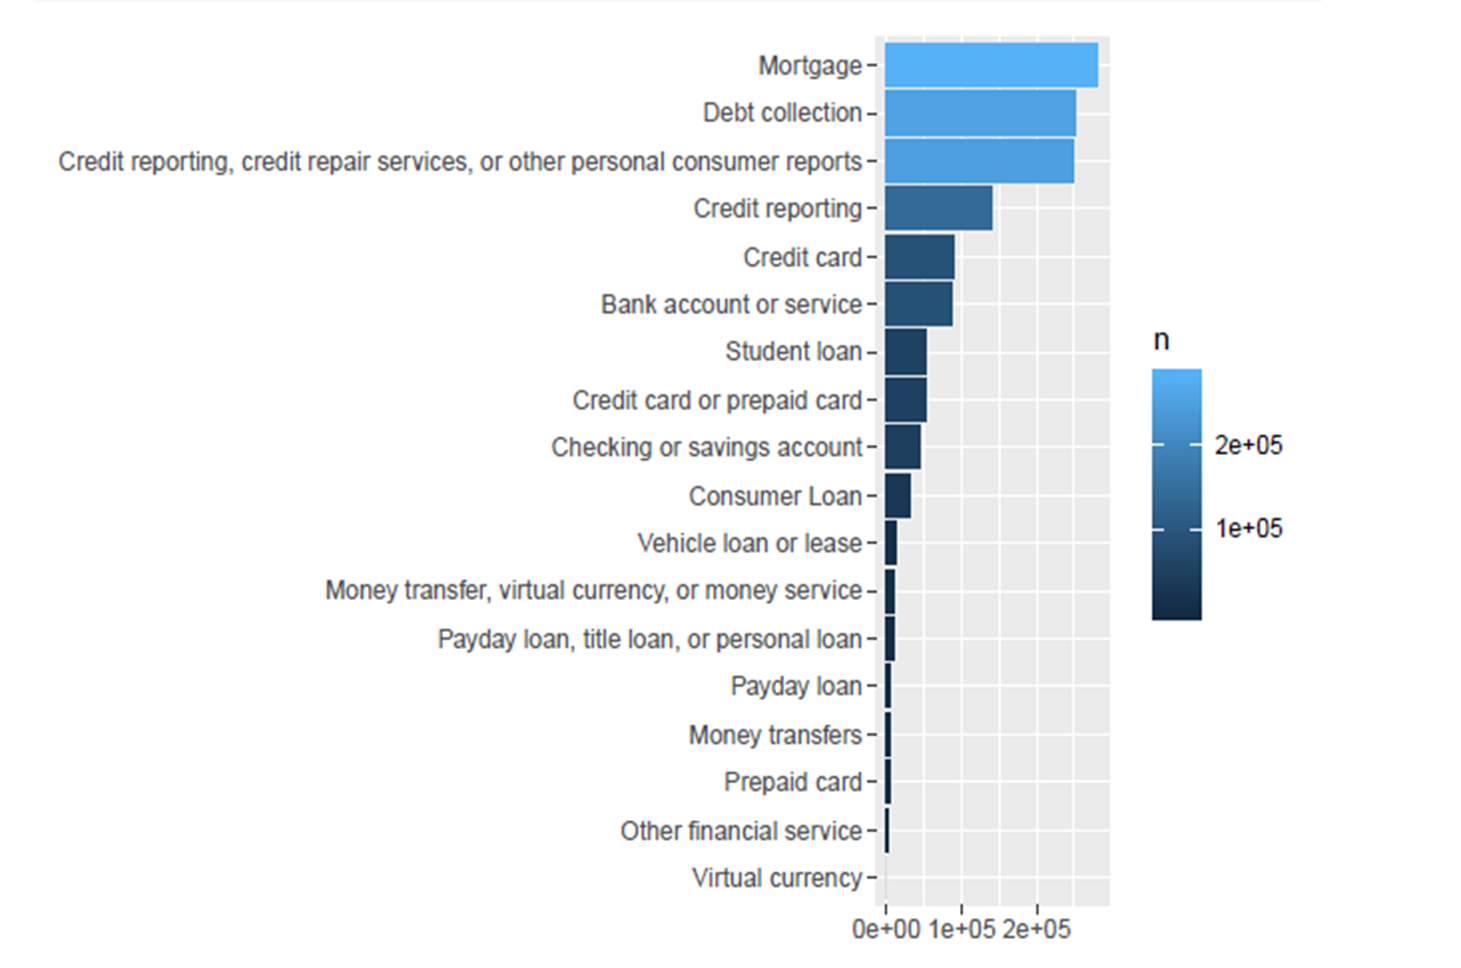 Mortgage
Debt collection
Credit reporting, credit repair services, or other personal consumer reports
Credit reporting
Credit card
Bank account or service
Student loan
Credit card or prepaid card
Checking or savings account
Consumer Loan
Vehicle loan or lease
Money transfer, virtual currency, or money service
Payday loan, title loan, or personal loan
Payday loan
Money transfers
Prepaid card
Other financial service
Virtual currency
0e+00 1e+05 2e+05
n
2e+05
1e+05